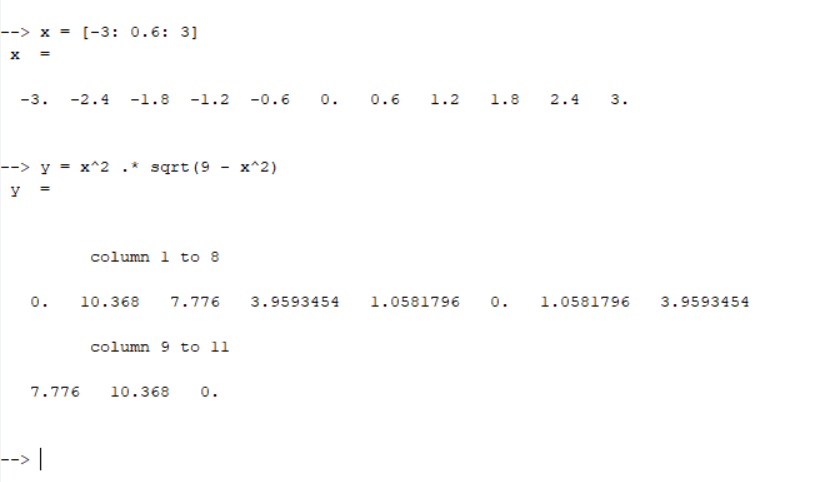 --> x = [-3: 0.6: 3]
x =
-3. -2.4 -1.8 -1.2 -0.6 0. 0.6 1.2 1.8 2.4 3.
--> y = x^2 .* sqrt(9 - x^2)
y =
column 1 to 8
0. 10.368 7.776 3.9593454 1.0581796 0. 1.0581796 3.9593454
column 9 to 11
7.776 10.368 0.
-->